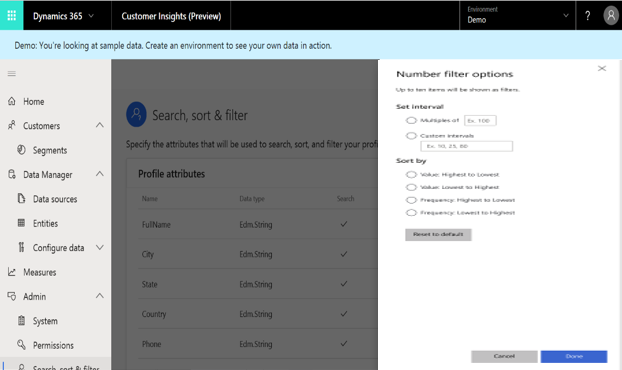 Dynamics 365
Customer Insights (Preview)
Environment
Demo
?
Demo: You're looking at sample data. Create an environment to see your own data in action.
Home
Customers
Segments
Data Manager
Data sources
Entities
Configure data
Measures
Admin
System
Permissions
Search, sort & filter
Search, sort & filter
Specify the attributes that will be used to search, sort, and filter your profi
Profile attributes
Name Data type Search
FullName Edm.String
City Edm.String
State Edm.String
Country Edm.String
Phone Edm.String
Number filter options
Up to ten items will be shown as filters.
Set interval
Multiples of Ex. 100
Custom intervals
Ex. 10, 25, 80
Sort by
Value: Highest to Lowest
Value: Lowest to Highest
Frequency: Highest to Lowest
Frequency: Lowest to Highest
Reset to default
Cancel Done